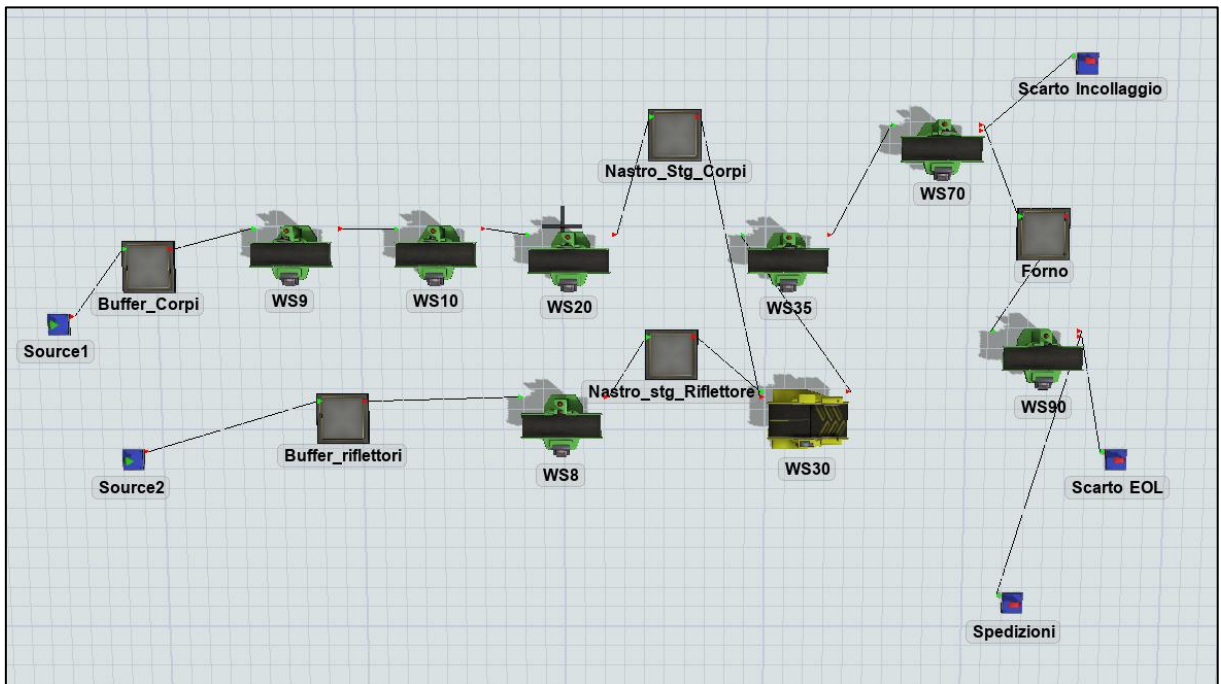 Scarto Incollaggio
Nastro_Stg_Corpi
WS70
Forno
Buffer_Corpi
WS9
WS10
WS20
WS35
Source1
Nastro_stg_Riflettore
WS90
Buffer_riflettori
WS8
WS30
Source2
Scarto EOL
Spedizioni